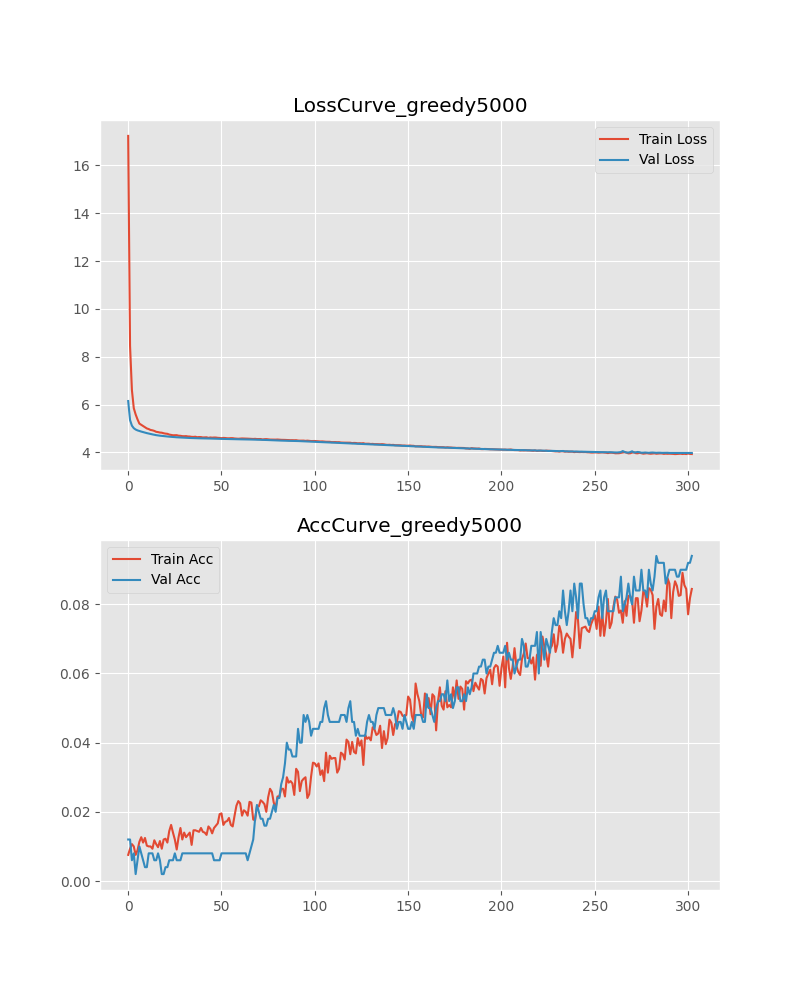 LossCurve_greedy5000
Train Loss
Val Loss
16
14
12
10
8
6
4
0 50 100 150 200 250 300
AccCurve_greedy5000
Train Acc
Val Acc
0.08
0.06
0.04
0.02
0.00
0 50 100 150 200 250 300